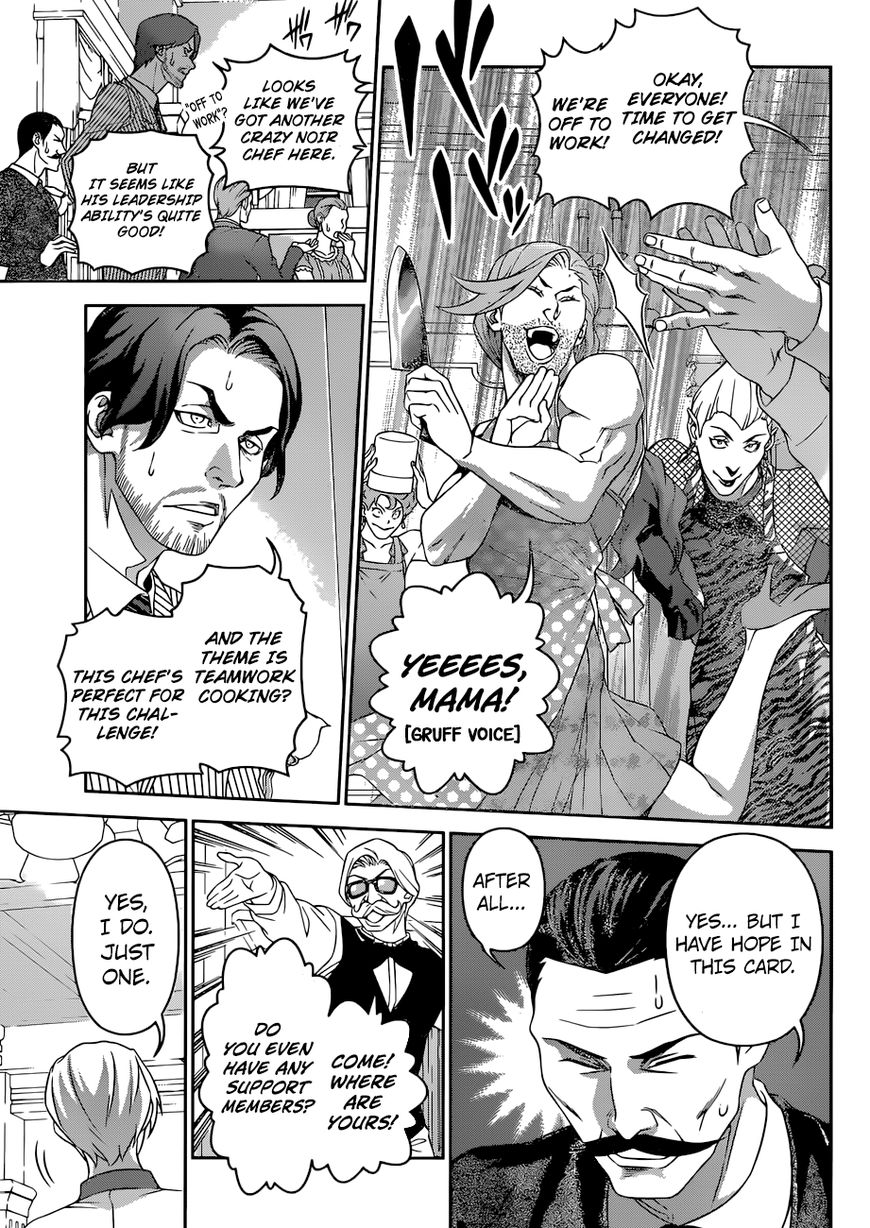 OKAY,
EVERYONE!
TIME TO GET
CHANGED!
WE'RE
OFF TO
WORK!
YEEEES,
MAMA!
[GRUFF VOICE]
"OFF TO
WORK"?
LOOKS
LIKE WE'VE
GOT ANOTHER
CRAZY NOIR
CHEF HERE.
BUT
IT SEEMS LIKE
HIS LEADERSHIP
ABILITY'S QUITE
GOOD!
AND THE
THEME IS
TEAMWORK
COOKING?
THIS CHEF'S
PERFECT FOR
THIS CHAL-
LENGE!
YES... BUT I
HAVE HOPE IN
THIS CARD.
AFTER
ALL...
COME!
WHERE
ARE
YOURS!
DO
YOU EVEN
HAVE ANY
SUPPORT
MEMBERS?
YES,
I DO.
JUST
ONE.